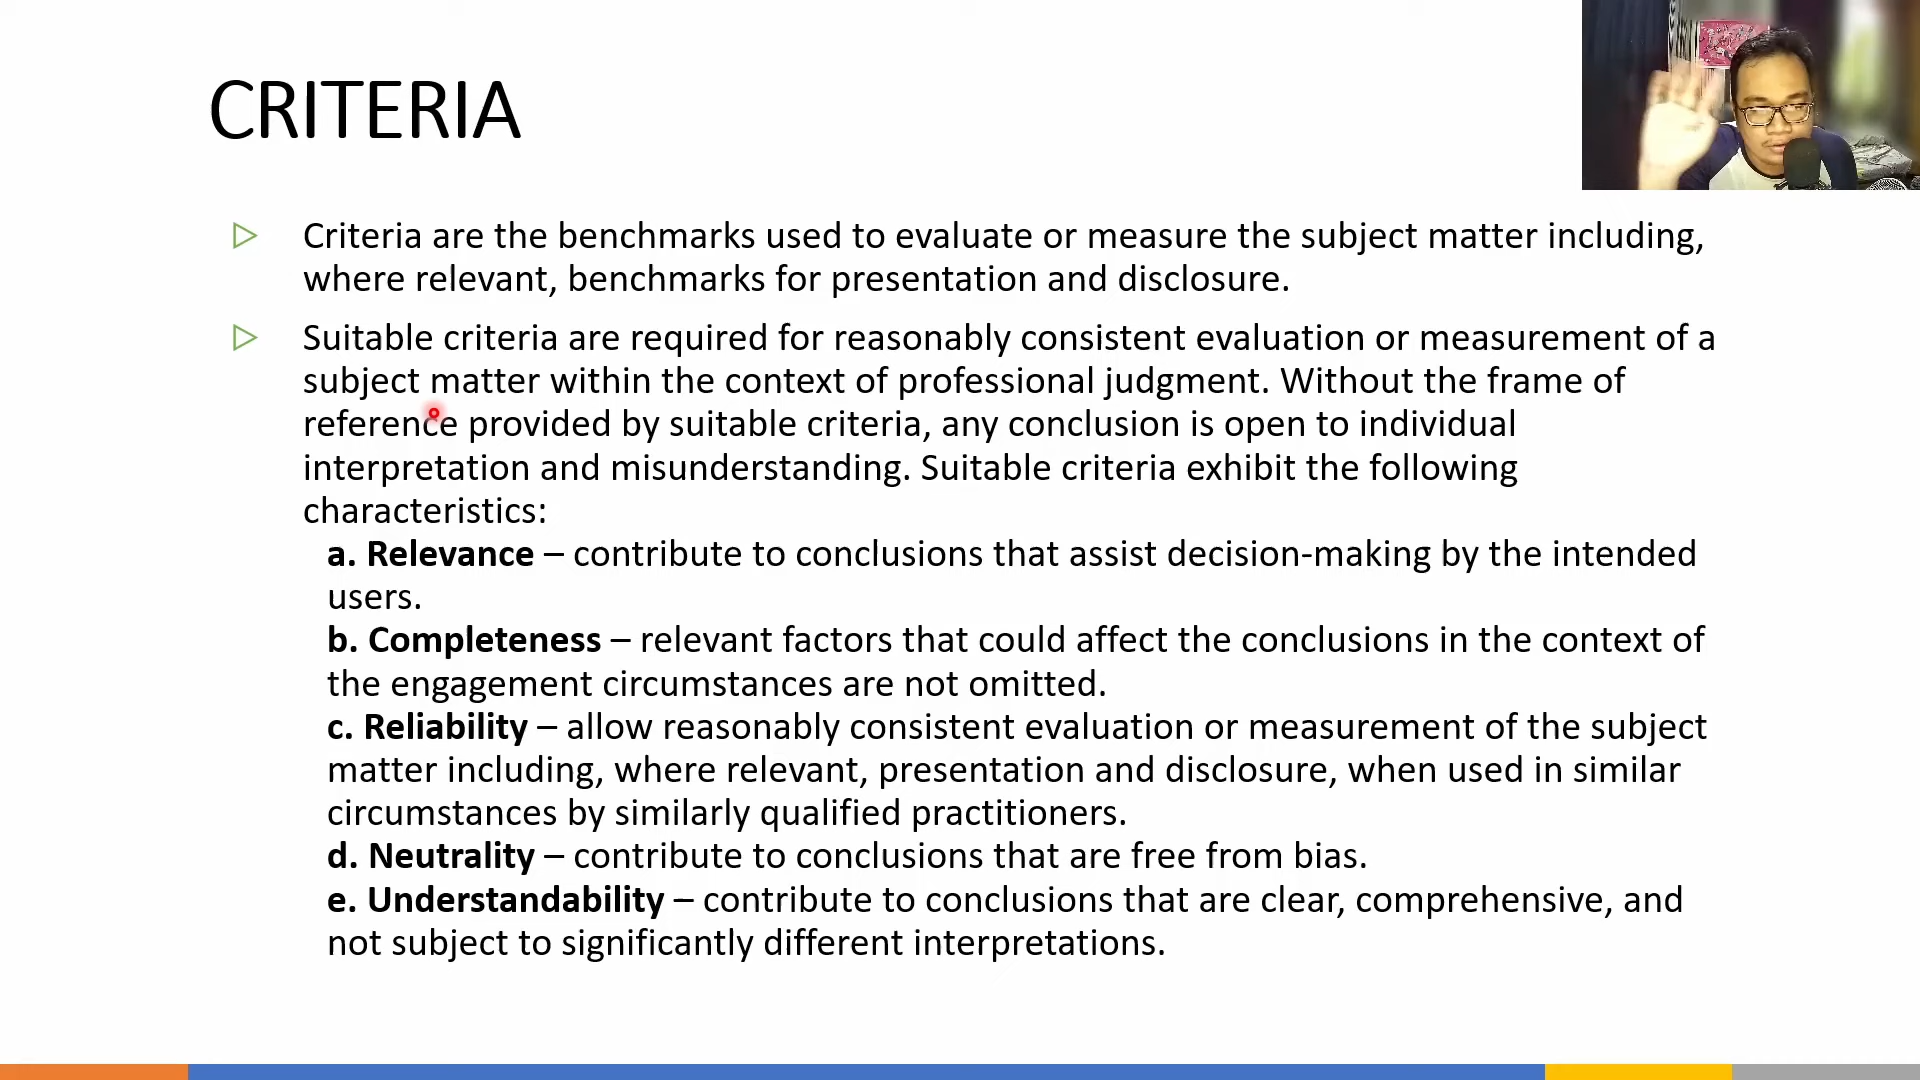 CRITERIA
Criteria are the benchmarks used to evaluate or measure the subject matter including,
where relevant, benchmarks for presentation and disclosure.
Suitable criteria are required for reasonably consistent evaluation or measurement of a
subject matter within the context of professional judgment. Without the frame of
reference provided by suitable criteria, any conclusion is open to individual
interpretation and misunderstanding. Suitable criteria exhibit the following
characteristics:
a. Relevance – contribute to conclusions that assist decision-making by the intended
users.
b. Completeness – relevant factors that could affect the conclusions in the context of
the engagement circumstances are not omitted.
c. Reliability – allow reasonably consistent evaluation or measurement of the subject
matter including, where relevant, presentation and disclosure, when used in similar
circumstances by similarly qualified practitioners.
d. Neutrality – contribute to conclusions that are free from bias.
e. Understandability – contribute to conclusions that are clear, comprehensive, and
not subject to significantly different interpretations.